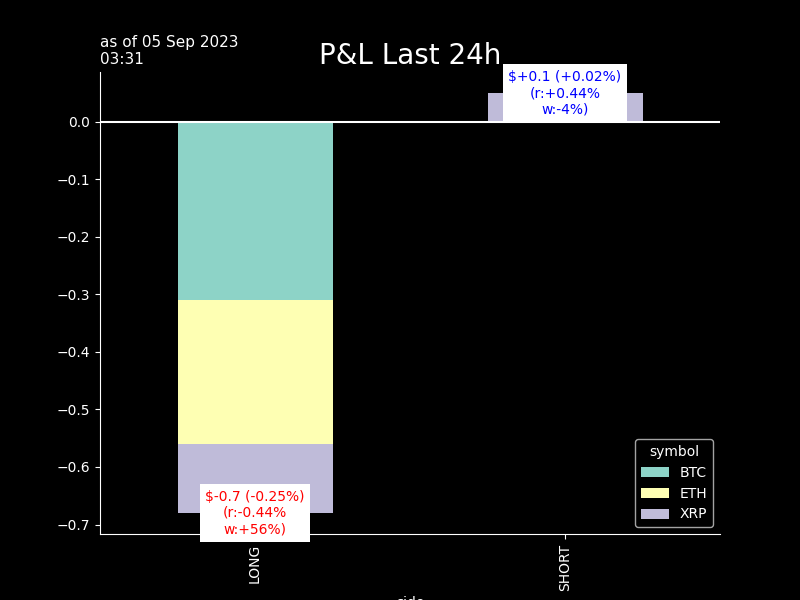 as of 05 Sep 2023
03:31
P&L Last 24h
$+0.1 (+0.02%)
(r:+0.44%
w:-4%)
0.0
−0.1
−0.2
−0.3
−0.4
−0.5
−0.6
−0.7
$-0.7 (-0.25%)
(r:-0.44%
w:+56%)
symbol
BTC
ETH
XRP
LONG
SHORT
side